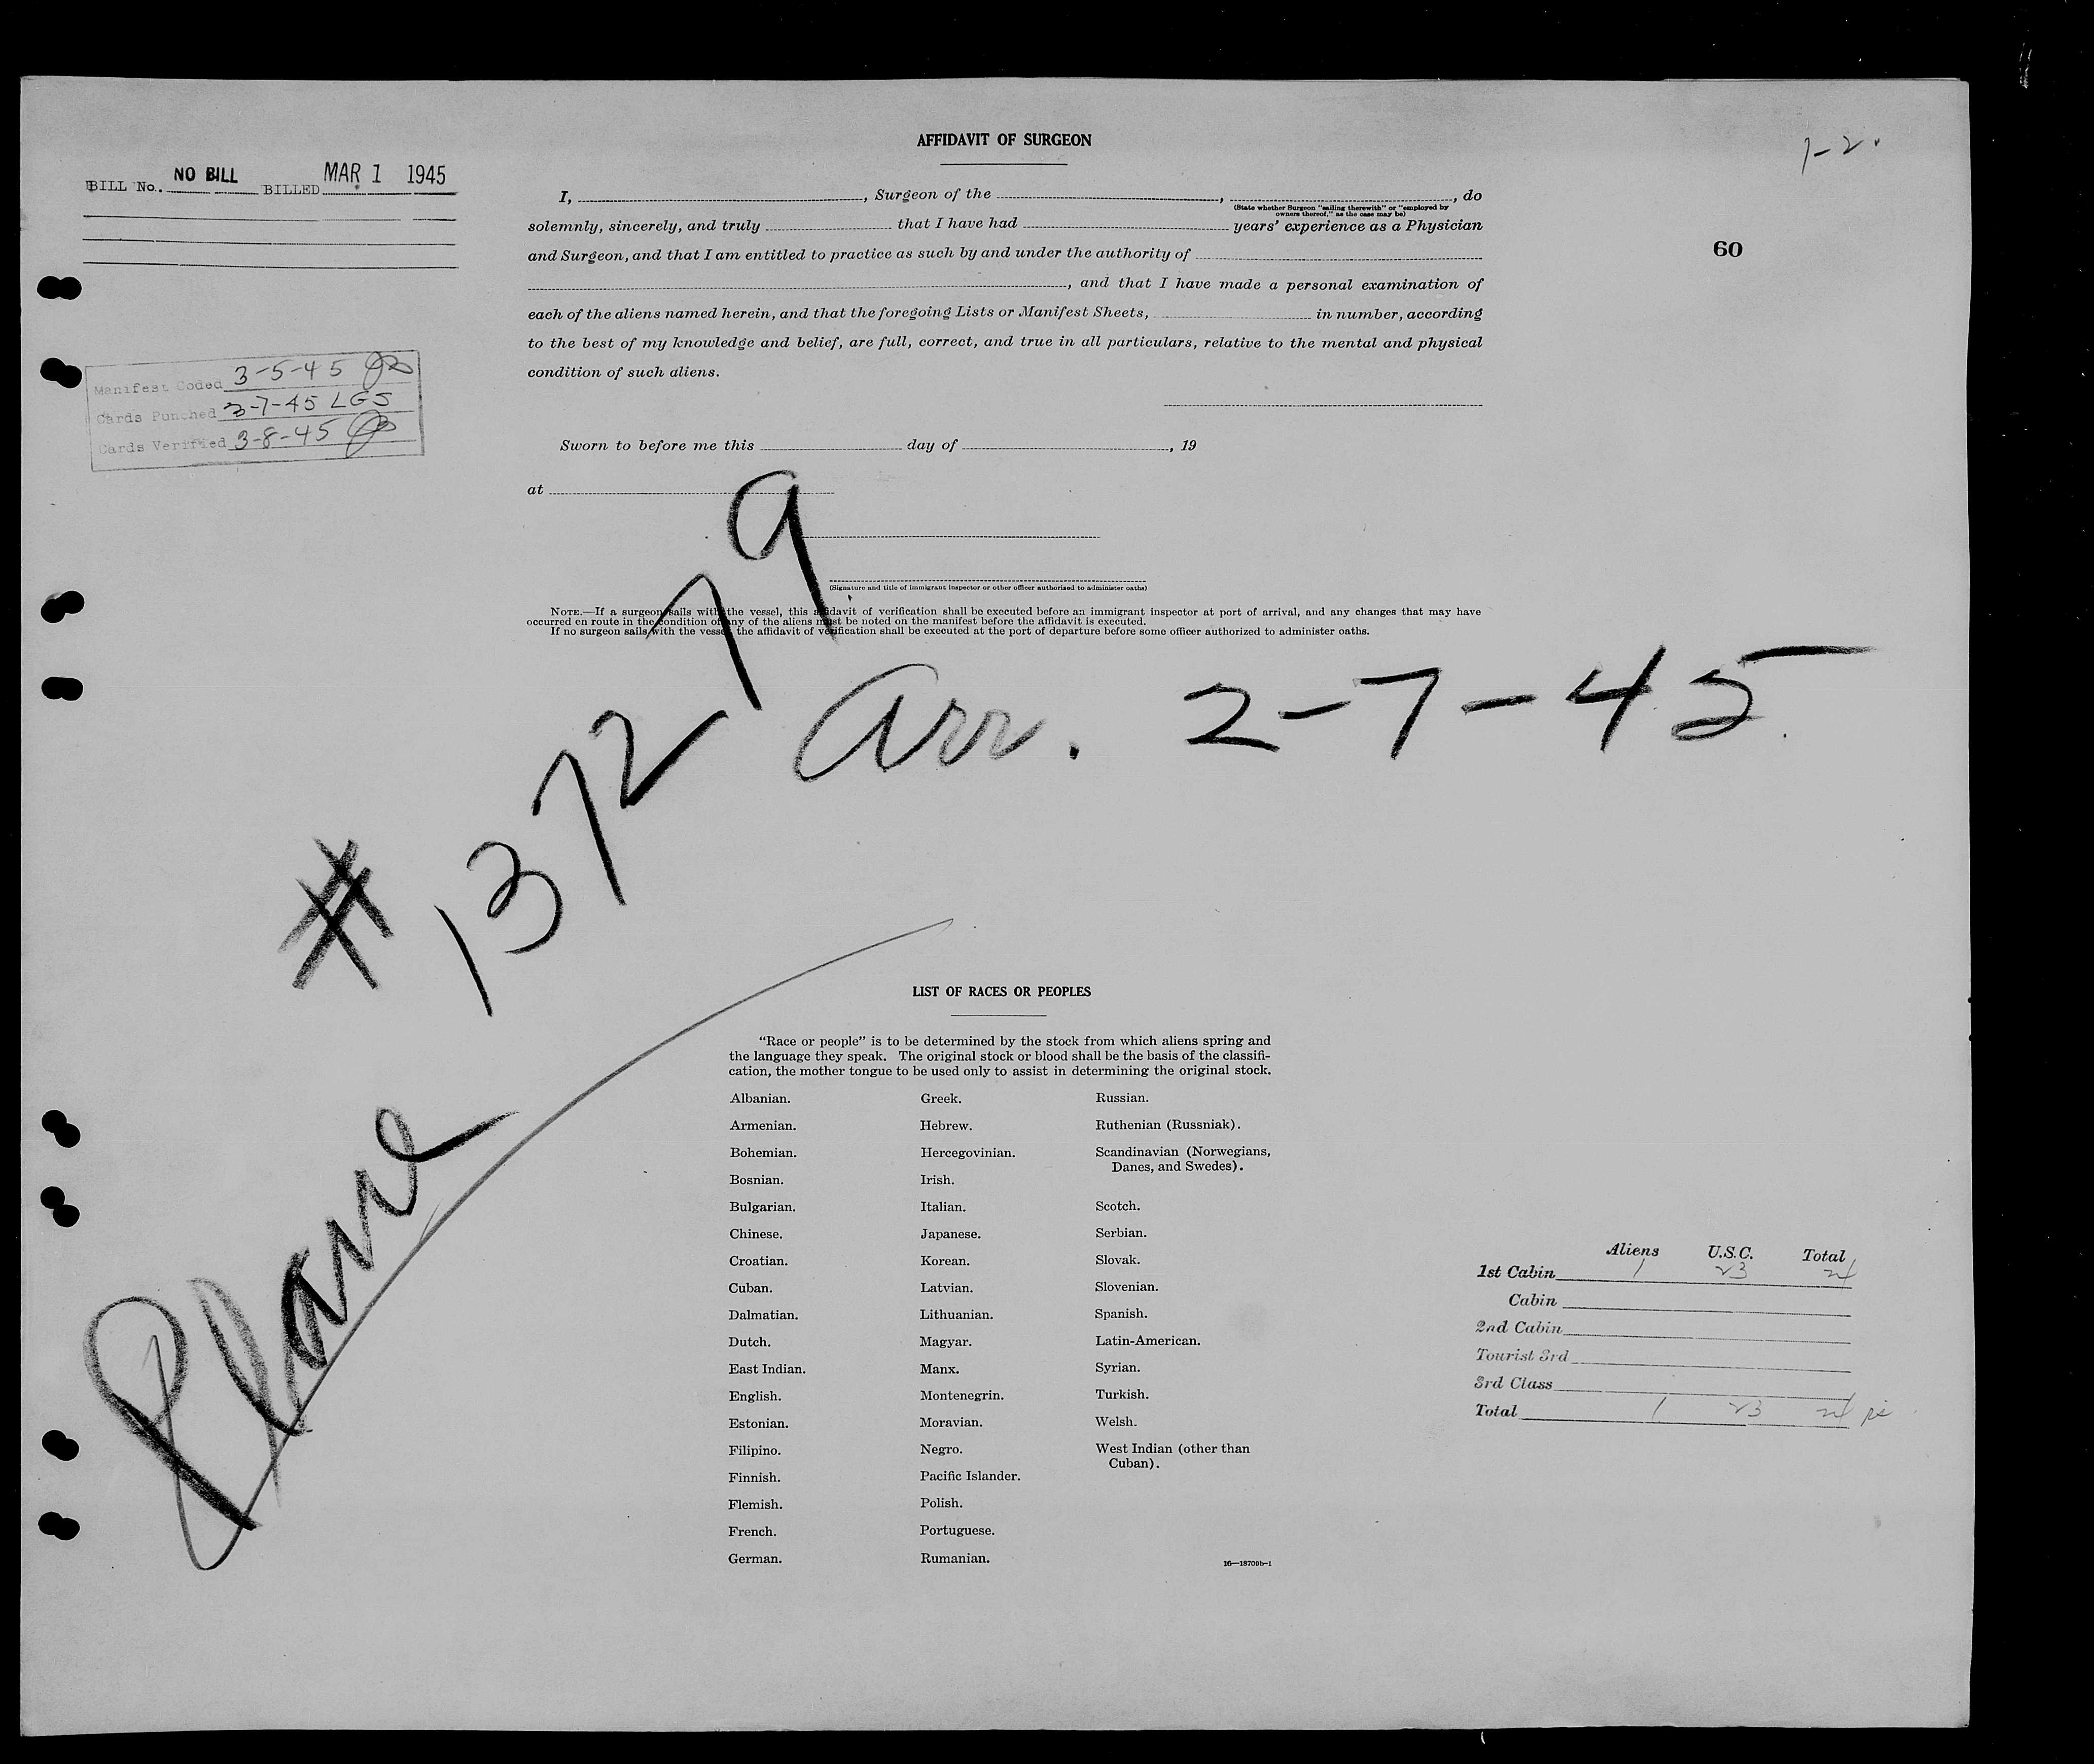 AFFIDAVIT OF SURGEON
1-2.
BILL No. NO BILL BILLED MAR 1 1945
I, , Surgeon of the , , do
(State whether Surgeon "sailing therewith" or "employed by
owners thereof," as the case may be)
solemnly, sincerely, and truly that I have had years' experience as a Physician
and Surgeon, and that I am entitled to practice as such by and under the authority of
60
, and that I have made a personal examination of
each of the aliens named herein, and that the foregoing Lists or Manifest Sheets, in number, according
to the best of my knowledge and belief, are full, correct, and true in all particulars, relative to the mental and physical
condition of such aliens.
Manifest Coded 3-5-45
Cards Punched 3-7-45 LGS
Cards Verified 3-8-45
Sworn to before me this day of , 19
at
(Signature and title of immigrant inspector or other officer authorized to administer oaths)
NOTE.—If a surgeon sails with the vessel, this affidavit of verification shall be executed before an immigrant inspector at port of arrival, and any changes that may have
occurred en route in the condition of any of the aliens must be noted on the manifest before the affidavit is executed.
If no surgeon sails with the vessel, the affidavit of verification shall be executed at the port of departure before some officer authorized to administer oaths.
# 137279
Arr. 2-7-45
Plane
LIST OF RACES OR PEOPLES
"Race or people" is to be determined by the stock from which aliens spring and
the language they speak. The original stock or blood shall be the basis of the classifi-
cation, the mother tongue to be used only to assist in determining the original stock.
Albanian.
Armenian.
Bohemian.
Bosnian.
Bulgarian.
Chinese.
Croatian.
Cuban.
Dalmatian.
Dutch.
East Indian.
English.
Estonian.
Filipino.
Finnish.
Flemish.
French.
German.
Greek.
Hebrew.
Hercegovinian.
Irish.
Italian.
Japanese.
Korean.
Latvian.
Lithuanian.
Magyar.
Manx.
Montenegrin.
Moravian.
Negro.
Pacific Islander.
Polish.
Portuguese.
Rumanian.
Russian.
Ruthenian (Russniak).
Scandinavian (Norwegians,
Danes, and Swedes).
Scotch.
Serbian.
Slovak.
Slovenian.
Spanish.
Latin-American.
Syrian.
Turkish.
Welsh.
West Indian (other than
Cuban).
16—18709b-1
Aliens U.S.C. Total
1st Cabin 1 23 24
Cabin
2nd Cabin
Tourist 3rd
3rd Class
Total 1 23 24